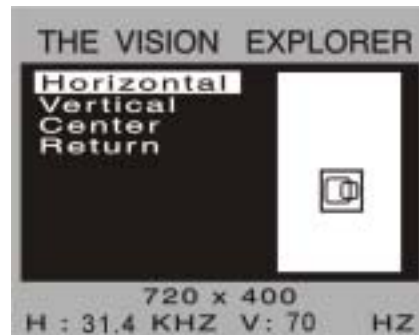 THE VISION EXPLORER
Horizontal
Vertical
Center
Return
720 x 400
H : 31.4 KHZ V: 70 HZ